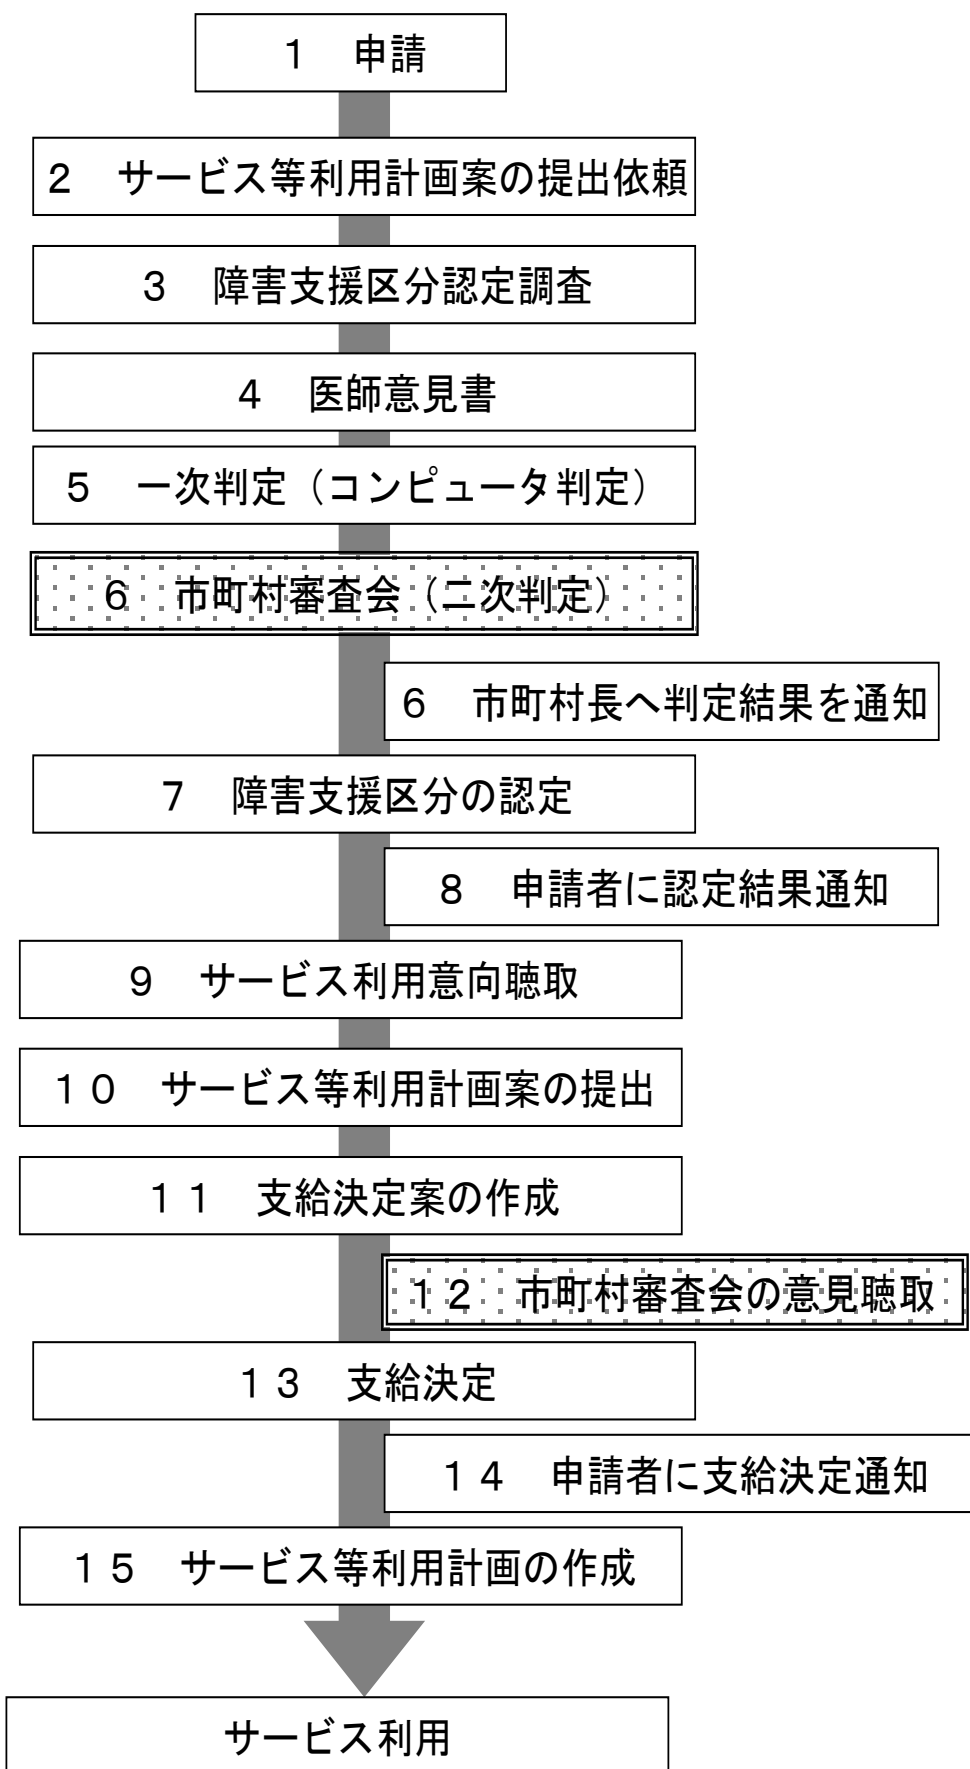 １　申請
２　サービス等利用計画案の提出依頼
３　障害支援区分認定調査
４　医師意見書
５　一次判定（コンピュータ判定）
６　市町村審査会（二次判定）
６　市町村長へ判定結果を通知
７　障害支援区分の認定
８　申請者に認定結果通知
９　サービス利用意向聴取
１０　サービス等利用計画案の提出
１１　支給決定案の作成
１２　市町村審査会の意見聴取
１３　支給決定
１４　申請者に支給決定通知
１５　サービス等利用計画の作成
サービス利用